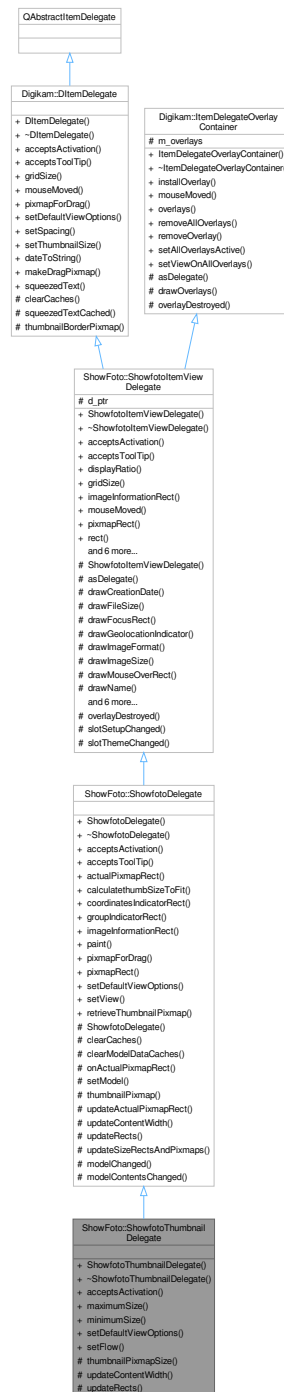 QAbstractItemDelegate
Digikam::DItemDelegate
+ DItemDelegate()
+ ~DItemDelegate()
+ acceptsActivation()
+ acceptsToolTip()
+ gridSize()
+ mouseMoved()
+ pixmapForDrag()
+ setDefaultViewOptions()
+ setSpacing()
+ setThumbnailSize()
+ dateToString()
+ makeDragPixmap()
+ squeezedText()
# clearCaches()
# squeezedTextCached()
# thumbnailBorderPixmap()
Digikam::ItemDelegateOverlay
Container
# m_overlays
+ ItemDelegateOverlayContainer()
+ ~ItemDelegateOverlayContainer()
+ installOverlay()
+ mouseMoved()
+ overlays()
+ removeAllOverlays()
+ removeOverlay()
+ setAllOverlaysActive()
+ setViewOnAllOverlays()
# asDelegate()
# drawOverlays()
# overlayDestroyed()
ShowFoto::ShowfotoItemView
Delegate
# d_ptr
+ ShowfotoItemViewDelegate()
+ ~ShowfotoItemViewDelegate()
+ acceptsActivation()
+ acceptsToolTip()
+ displayRatio()
+ gridSize()
+ imageInformationRect()
+ mouseMoved()
+ pixmapRect()
+ rect()
and 6 more...
# ShowfotoItemViewDelegate()
# asDelegate()
# drawCreationDate()
# drawFileSize()
# drawFocusRect()
# drawGeolocationIndicator()
# drawImageFormat()
# drawImageSize()
# drawMouseOverRect()
# drawName()
and 6 more...
# overlayDestroyed()
# slotSetupChanged()
# slotThemeChanged()
ShowFoto::ShowfotoDelegate
+ ShowfotoDelegate()
+ ~ShowfotoDelegate()
+ acceptsActivation()
+ acceptsToolTip()
+ actualPixmapRect()
+ calculatethumbSizeToFit()
+ coordinatesIndicatorRect()
+ groupIndicatorRect()
+ imageInformationRect()
+ paint()
+ pixmapForDrag()
+ pixmapRect()
+ setDefaultViewOptions()
+ setView()
+ retrieveThumbnailPixmap()
# ShowfotoDelegate()
# clearCaches()
# clearModelDataCaches()
# onActualPixmapRect()
# setModel()
# thumbnailPixmap()
# updateActualPixmapRect()
# updateContentWidth()
# updateRects()
# updateSizeRectsAndPixmaps()
# modelChanged()
# modelContentsChanged()
ShowFoto::ShowfotoThumbnail
Delegate
+ ShowfotoThumbnailDelegate()
+ ~ShowfotoThumbnailDelegate()
+ acceptsActivation()
+ maximumSize()
+ minimumSize()
+ setDefaultViewOptions()
+ setFlow()
# thumbnailPixmapSize()
# updateContentWidth()
# updateRects()